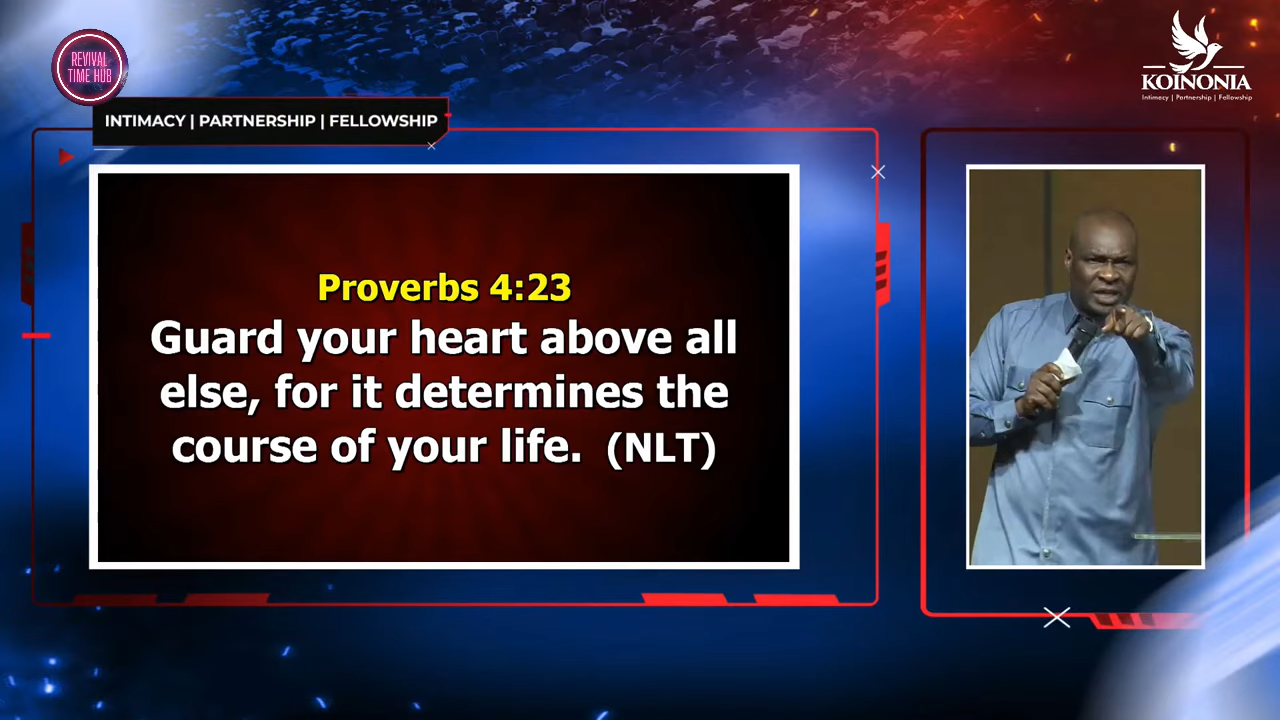 REVIVAL
TIME HUB
KOINONIA
Intimacy | Partnership | Fellowship
INTIMACY | PARTNERSHIP | FELLOWSHIP
Proverbs 4:23
Guard your heart above all
else, for it determines the
course of your life. (NLT)